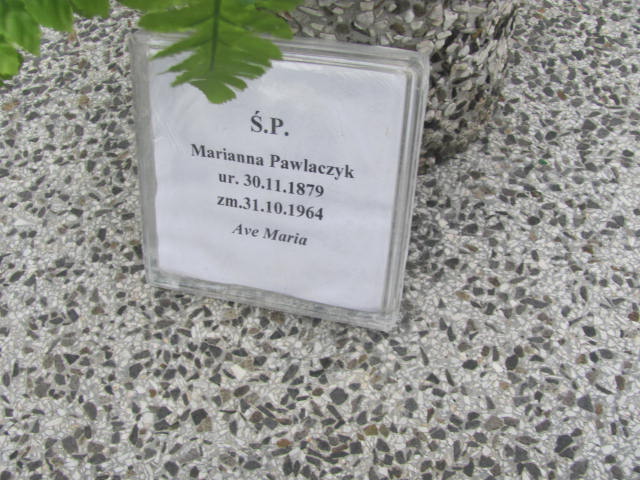 Ś.P.
Marianna Pawlaczyk
ur. 30.11.1879
zm.31.10.1964
Ave Maria